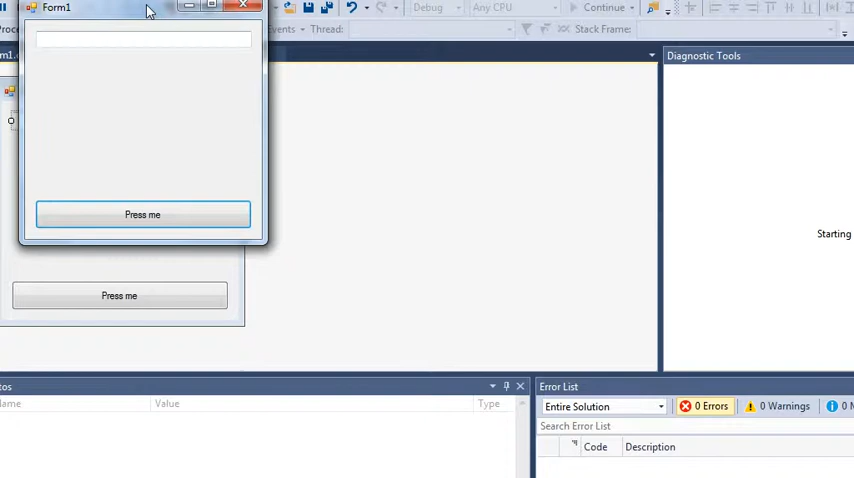 Form1
Debug
Any CPU
Continue
Events
Thread:
Stack Frame:
Diagnostic Tools
Press me
Starting
Press me
Error List
Value
Type
Entire Solution
0 Errors
0 Warnings
Search Error List
Code
Description